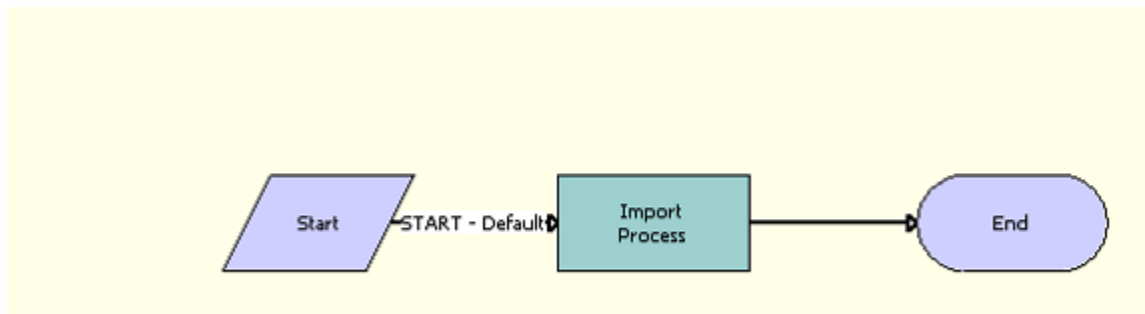 Start
START - Default
Import
Process
End